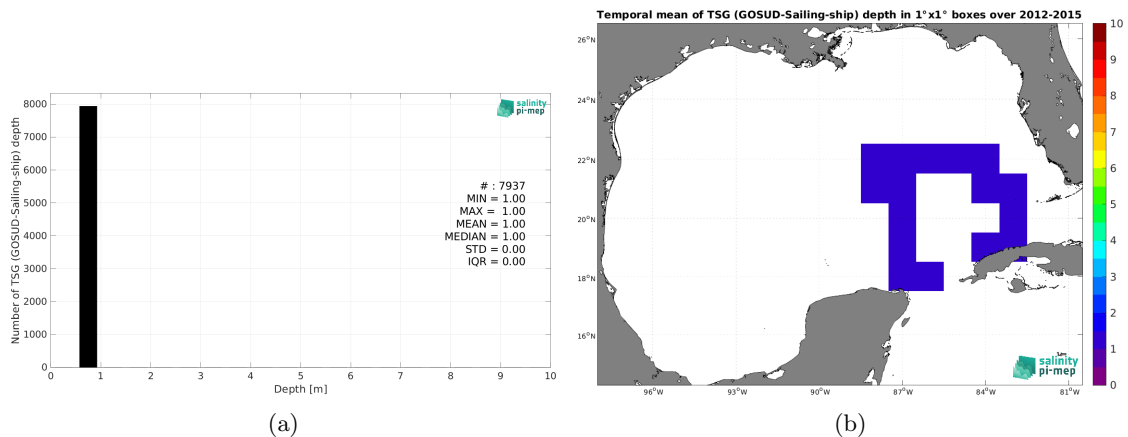 Temporal mean of TSG (GOSUD-Sailing-ship) depth in 1°x1° boxes over 2012-2015
Number of TSG (GOSUD-Sailing-ship) depth
8000
7000
6000
5000
4000
3000
2000
1000
0
0 1 2 3 4 5 6 7 8 9 10
Depth [m]
salinity
pi-mep
# : 7937
MIN = 1.00
MAX = 1.00
MEAN = 1.00
MEDIAN = 1.00
STD = 0.00
IQR = 0.00
(a)
26°N
24°N
22°N
20°N
18°N
16°N
96°W 93°W 90°W 87°W 84°W 81°W
salinity
pi-mep
10
9
8
7
6
5
4
3
2
1
0
(b)